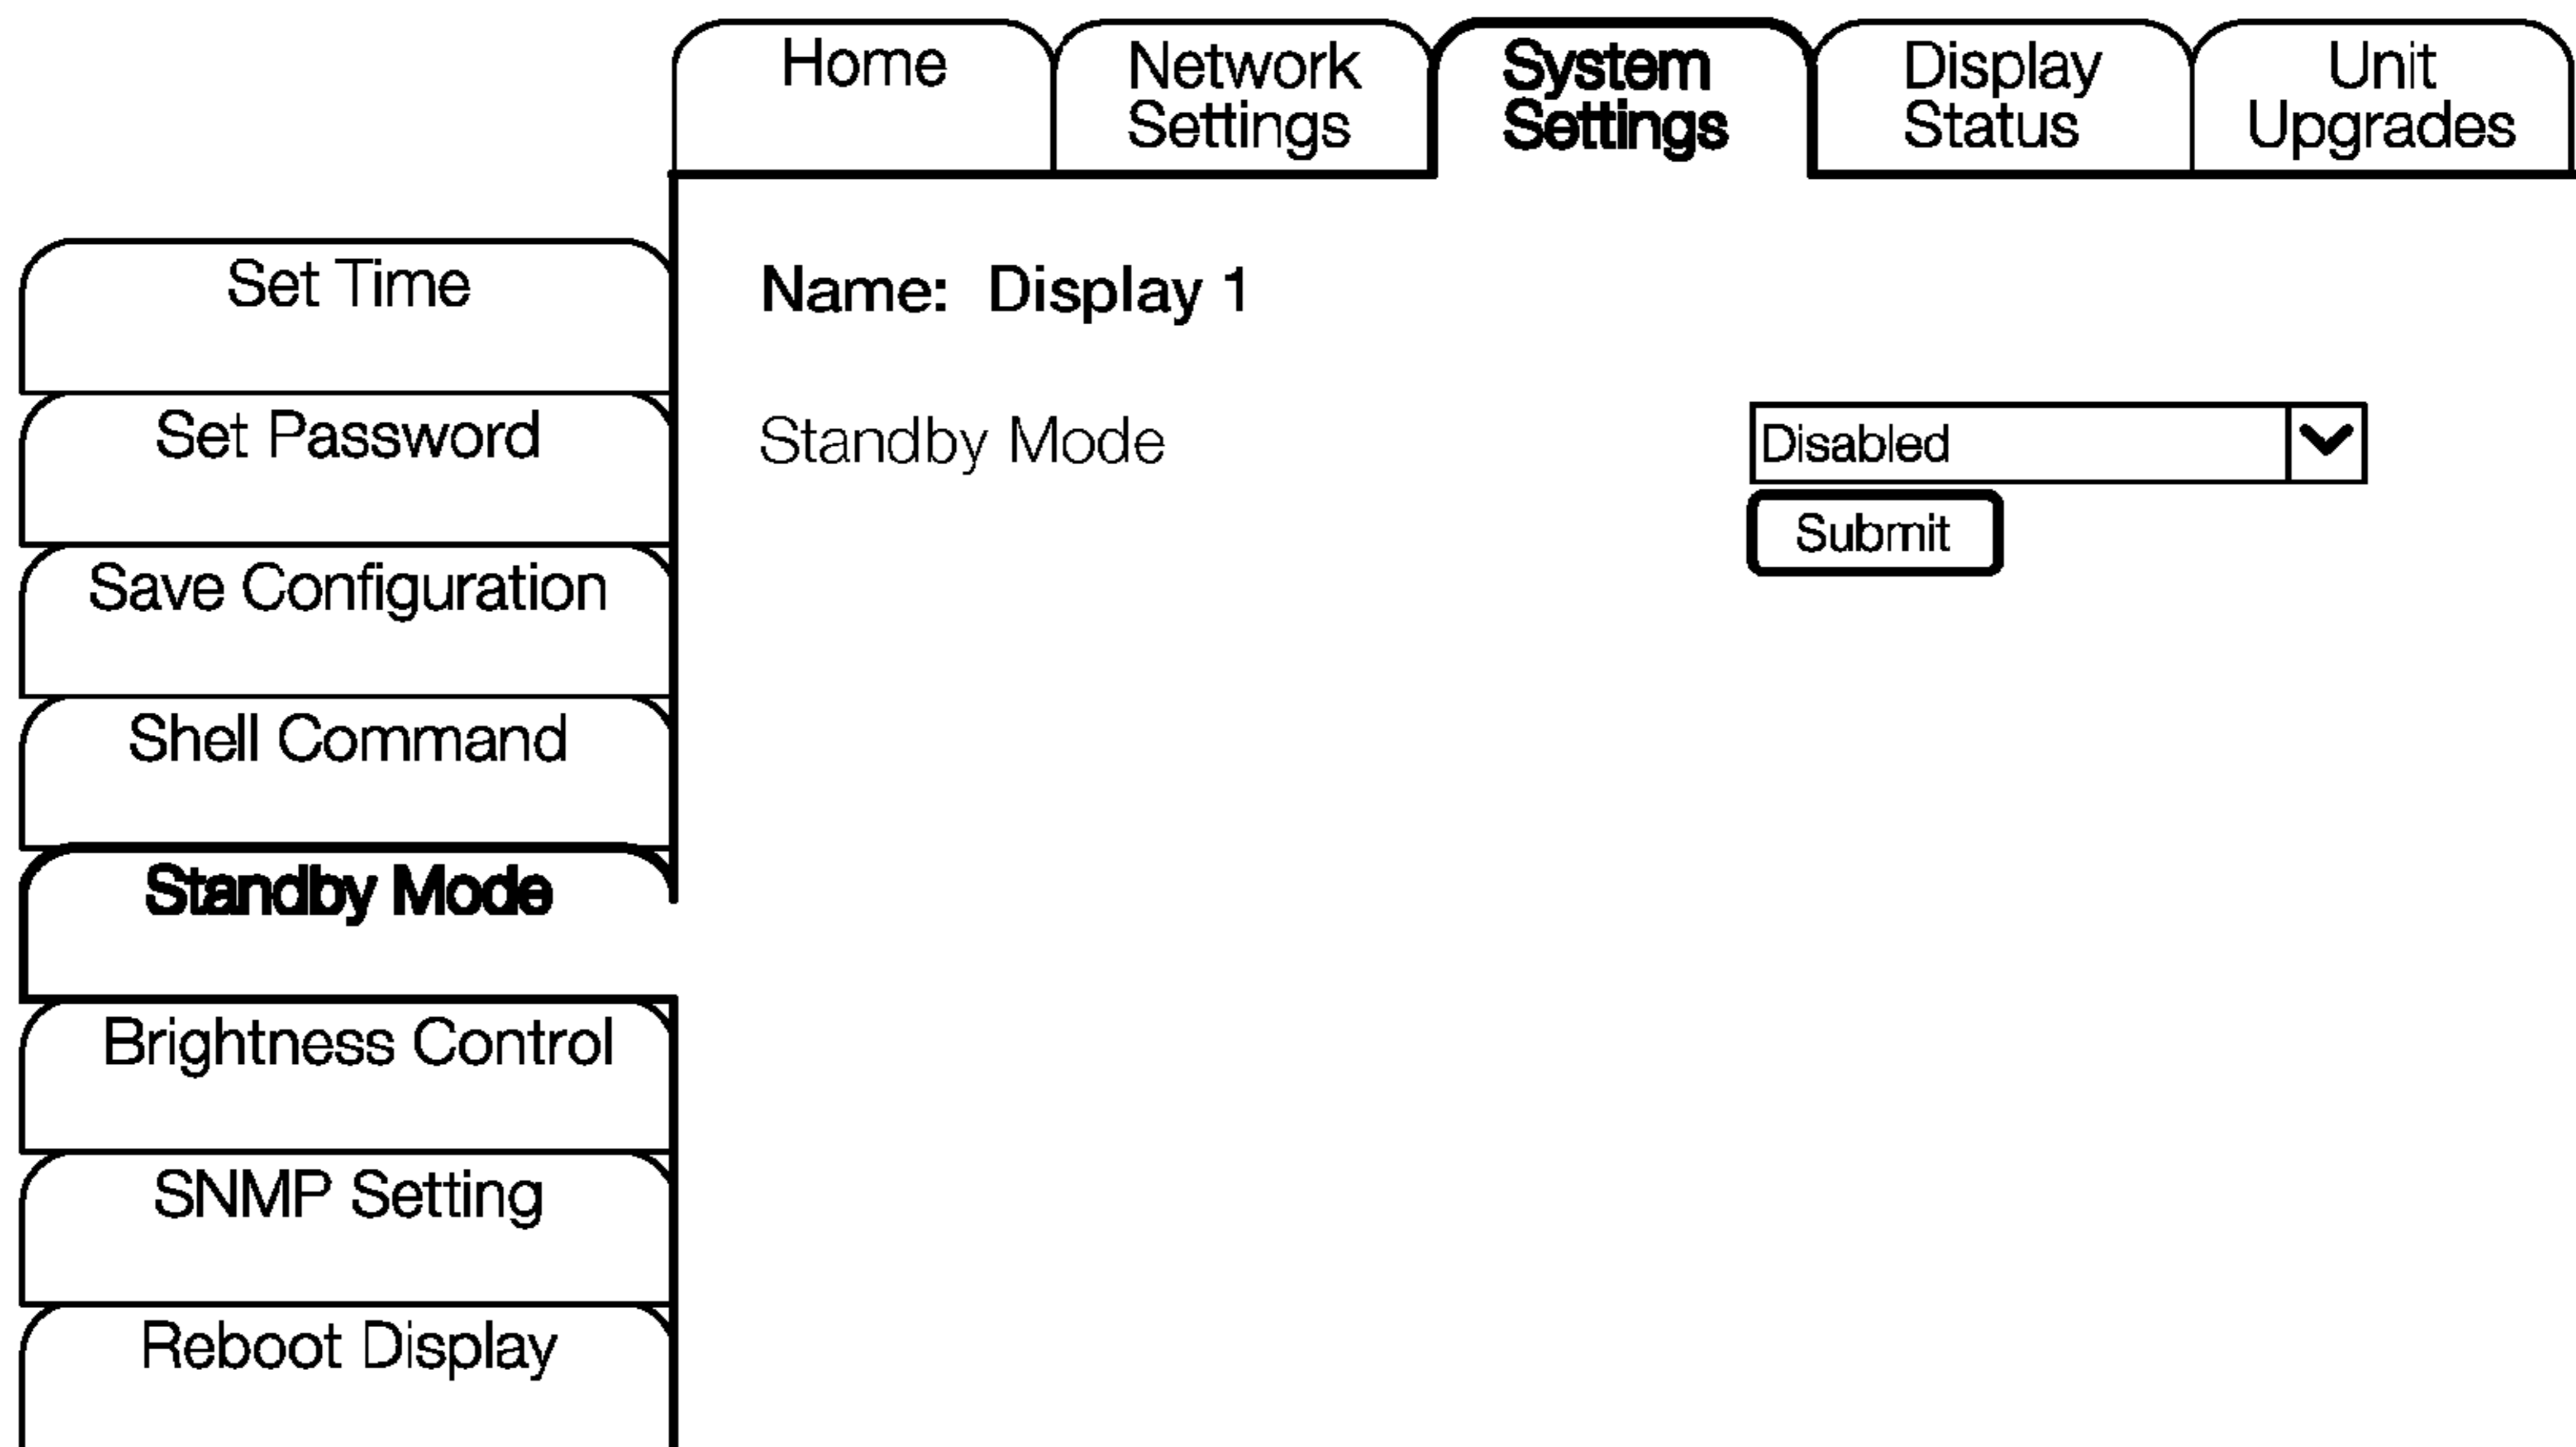 Home
Network
Settings
System
Settings
Display
Status
Unit
Upgrades
Set Time
Set Password
Save Configuration
Shell Command
Standby Mode
Brightness Control
SNMP Setting
Reboot Display
Name: Display 1
Standby Mode
Disabled
Submit